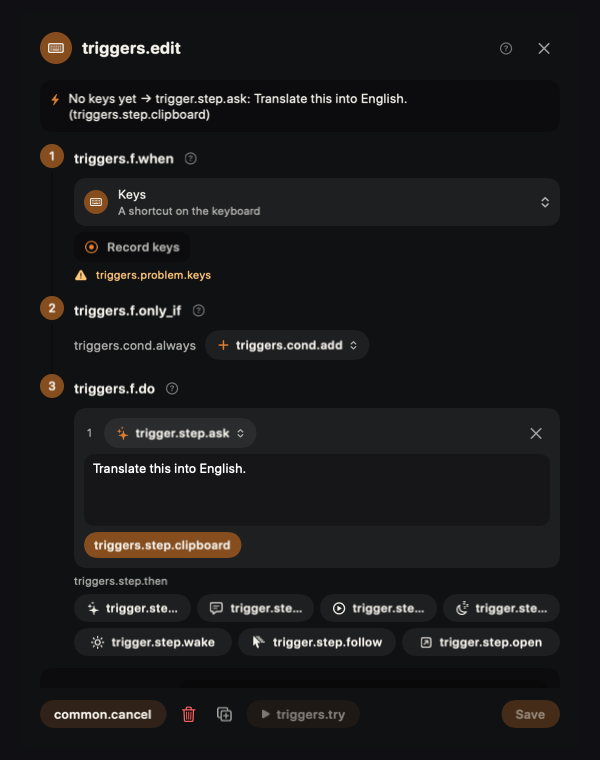 triggers.edit
No keys yet → trigger.step.ask: Translate this into English.
(triggers.step.clipboard)
1
triggers.f.when
Keys
A shortcut on the keyboard
Record keys
triggers.problem.keys
2
triggers.f.only_if
triggers.cond.always
triggers.cond.add
3
triggers.f.do
1
trigger.step.ask
Translate this into English.
triggers.step.clipboard
triggers.step.then
trigger.ste... trigger.ste... trigger.ste... trigger.ste...
trigger.step.wake trigger.step.follow trigger.step.open
common.cancel triggers.try Save